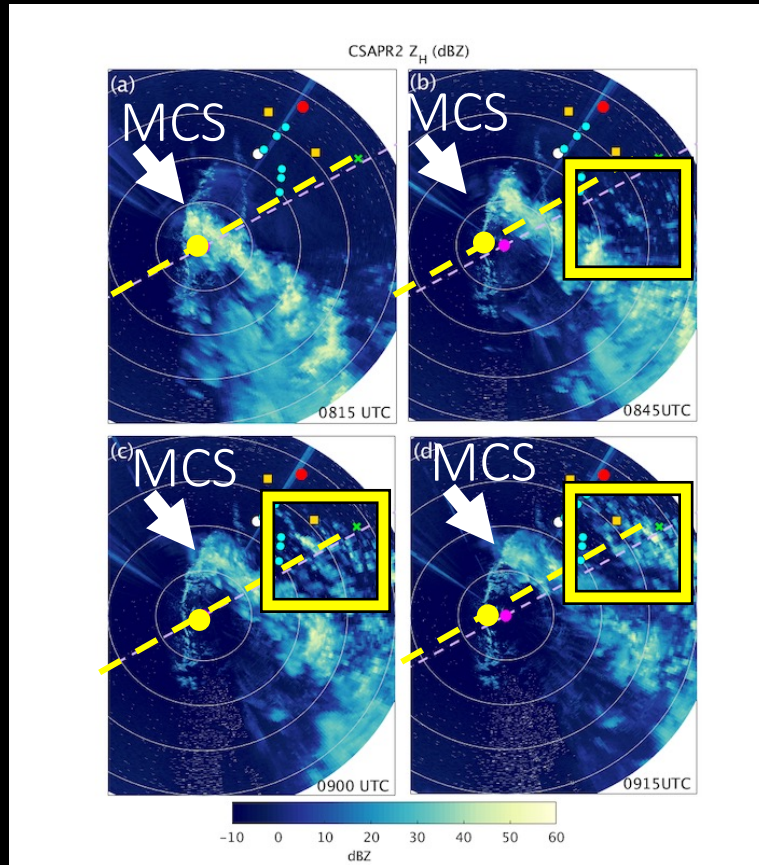 CSAPR2 Z_H (dBZ)
(a)
MCS
0815 UTC
(b)
MCS
0845UTC
(c)
MCS
0900 UTC
(d)
MCS
0915UTC
−10 0 10 20 30 40 50 60
dBZ